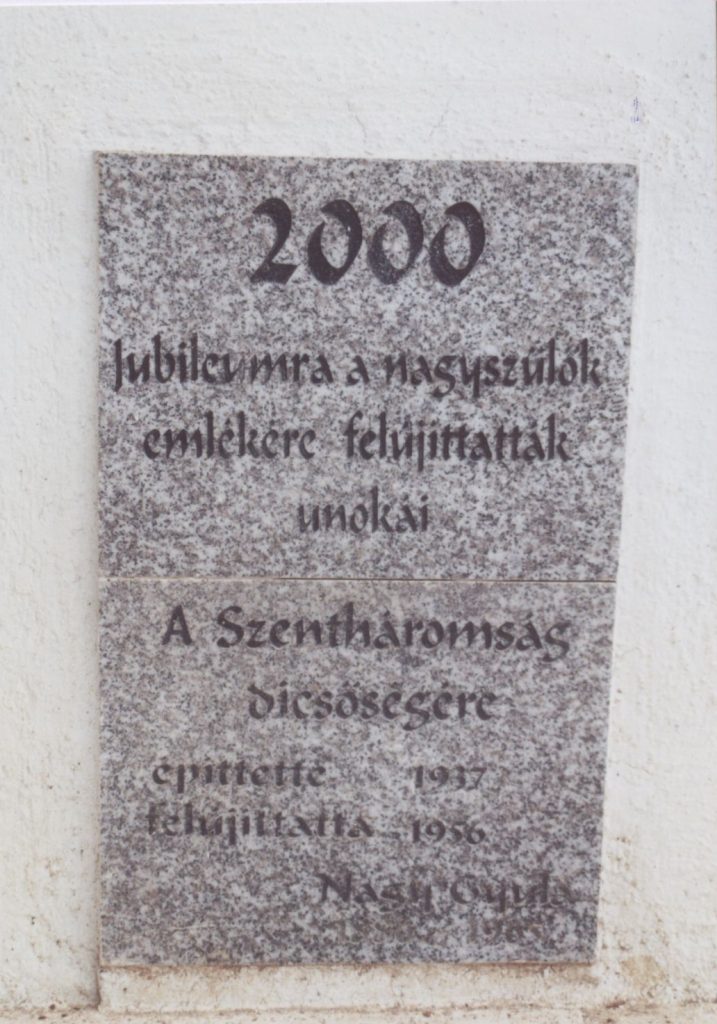 2000
Jubileumra a nagyszülők
emlékére felújíttatták
unokái
A Szentháromság
dicsőségére
építtette 1937
felújíttatta 1956
Nagy Gyula